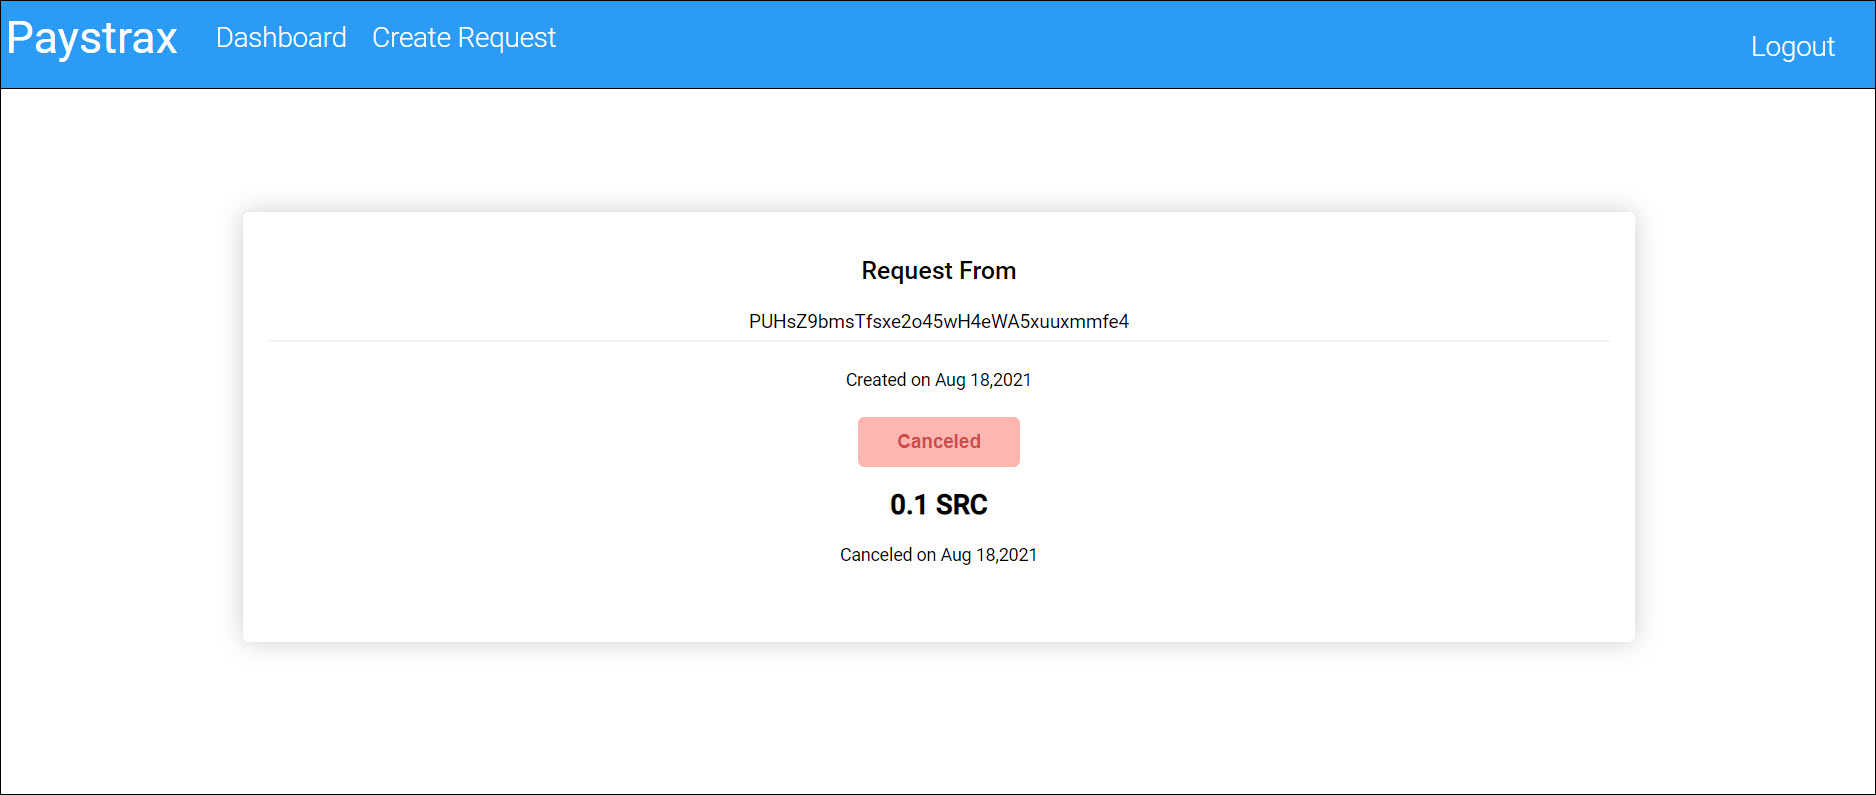 Paystrax
Dashboard
Create Request
Logout
Request From
PUHsZ9bmsTfsxe2o45wH4eWA5xuuxmmfe4
Created on Aug 18,2021
Canceled
0.1 SRC
Canceled on Aug 18,2021